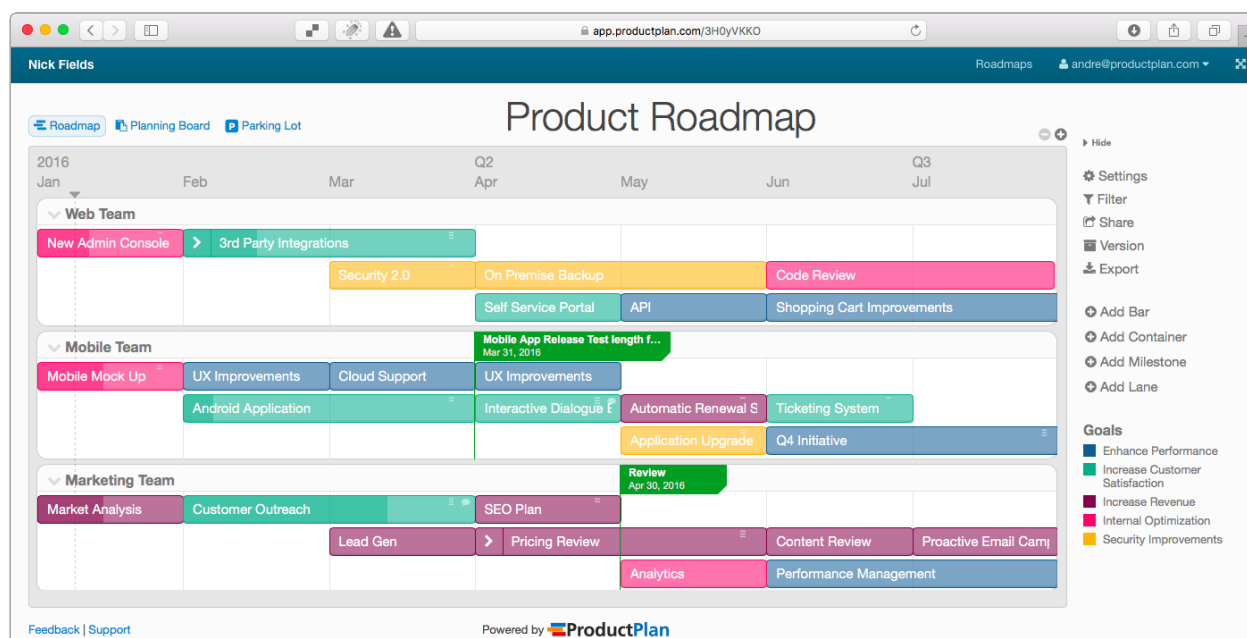 app.productplan.com/3H0yVKKO
Nick Fields
Roadmaps
andre@productplan.com
Product Roadmap
Roadmap
Planning Board
P Parking Lot
Hide
2016 Q2 Q3
Jan Feb Mar Apr May Jun Jul
Settings
Filter
Share
Version
Export
Add Bar
Add Container
Add Milestone
Add Lane
Web Team
New Admin Console 3rd Party Integrations
Security 2.0 On Premise Backup Code Review
Self Service Portal API Shopping Cart Improvements
Mobile Team
Mobile App Release Test length f...
Mar 31, 2016
Mobile Mock Up UX Improvements Cloud Support UX Improvements
Android Application Interactive Dialogue E Automatic Renewal S Ticketing System
Application Upgrade Q4 Initiative
Marketing Team
Review
Apr 30, 2016
Market Analysis Customer Outreach SEO Plan
Lead Gen Pricing Review Content Review Proactive Email Camp
Analytics Performance Management
Goals
Enhance Performance
Increase Customer
Satisfaction
Increase Revenue
Internal Optimization
Security Improvements
Feedback | Support
Powered by ProductPlan